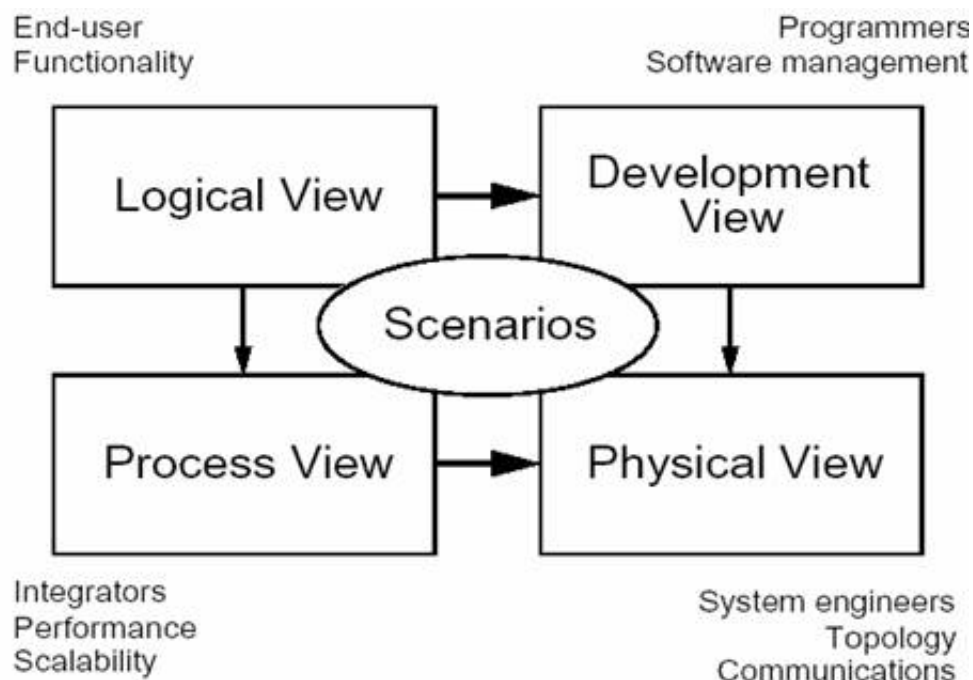 End-user
Functionality
Programmers
Software management
Logical View
Development
View
Scenarios
Process View
Physical View
Integrators
Performance
Scalability
System engineers
Topology
Communications